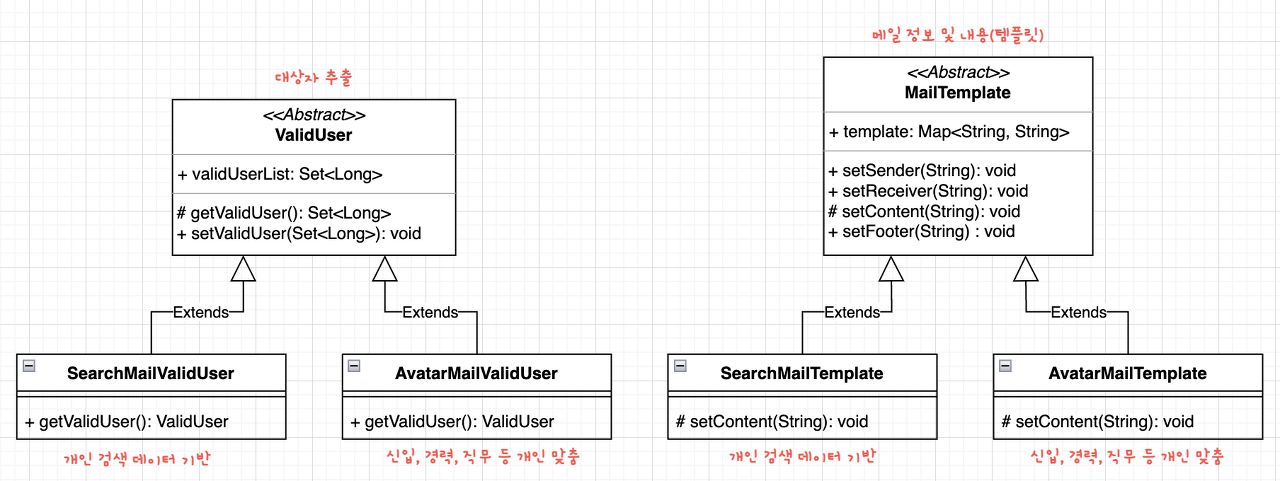 대상자 추출
<<Abstract>>
ValidUser
+ validUserList: Set<Long>
# getValidUser(): Set<Long>
+ setValidUser(Set<Long>): void
Extends
Extends
SearchMailValidUser
+ getValidUser(): ValidUser
개인 검색 데이터 기반
AvatarMailValidUser
+ getValidUser(): ValidUser
신입, 경력, 직무 등 개인 맞춤
메일 정보 및 내용(템플릿)
<<Abstract>>
MailTemplate
+ template: Map<String, String>
+ setSender(String): void
+ setReceiver(String): void
# setContent(String): void
+ setFooter(String) : void
Extends
Extends
SearchMailTemplate
# setContent(String): void
개인 검색 데이터 기반
AvatarMailTemplate
# setContent(String): void
신입, 경력, 직무 등 개인 맞춤